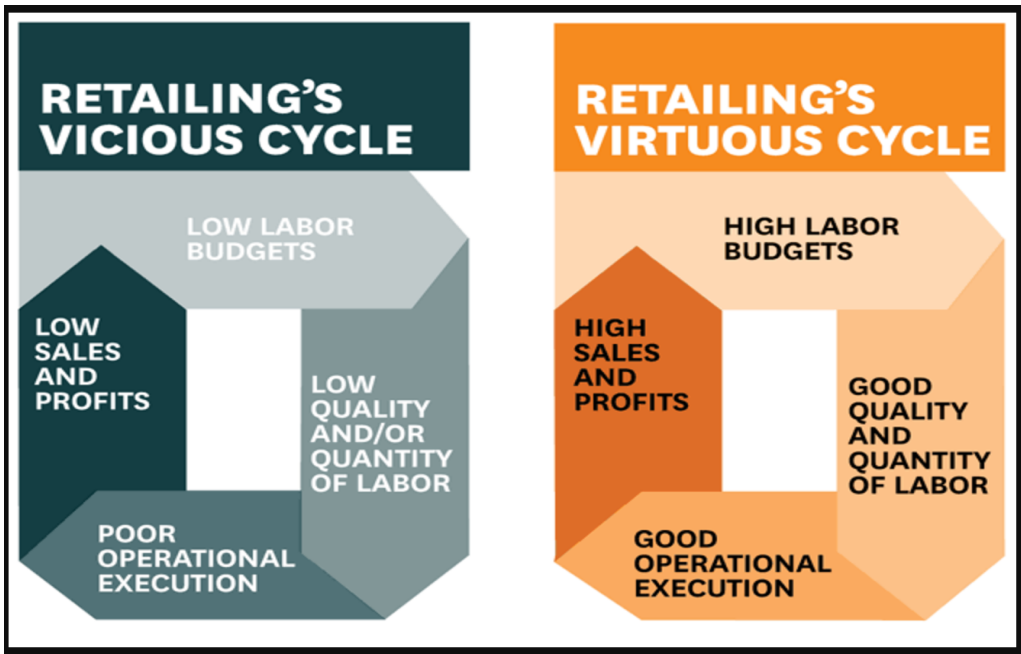 RETAILING'S
VICIOUS CYCLE
LOW LABOR
BUDGETS
LOW
QUALITY
AND/OR
QUANTITY
OF LABOR
POOR
OPERATIONAL
EXECUTION
LOW
SALES
AND
PROFITS
RETAILING'S
VIRTUOUS CYCLE
HIGH LABOR
BUDGETS
GOOD
QUALITY
AND
QUANTITY
OF LABOR
GOOD
OPERATIONAL
EXECUTION
HIGH
SALES
AND
PROFITS